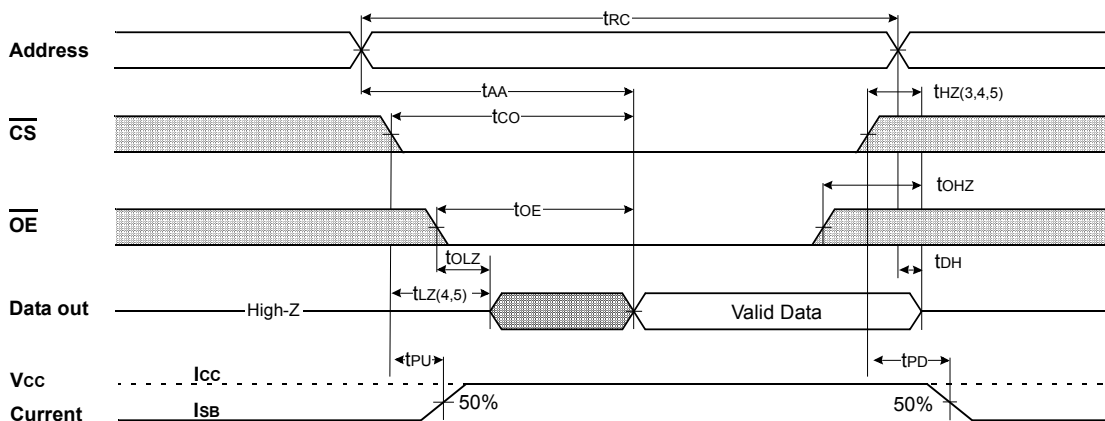 tRC
Address
tAA
tHZ(3,4,5)
CS
tCO
tOHZ
OE
tOE
tOLZ
tDH
tLZ(4,5)
Data out
High-Z
Valid Data
tPU
tPD
VCC
ICC
50%
50%
Current
ISB